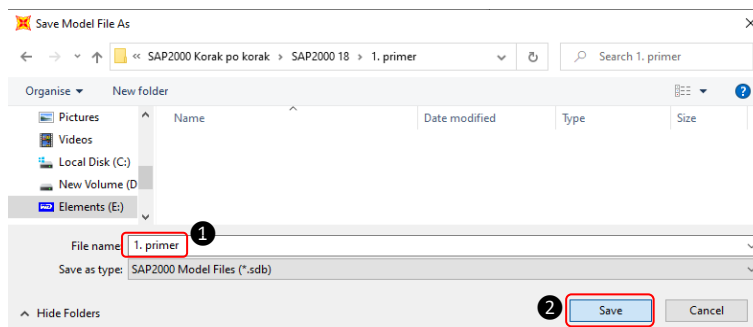 Save Model File As
« SAP2000 Korak po korak › SAP2000 18 › 1. primer
Search 1. primer
Organise
New folder
Name
Date modified
Type
Size
Pictures
Videos
Local Disk (C:)
New Volume (D
Elements (E:)
1
File name: 1. primer
Save as type: SAP2000 Model Files (*.sdb)
Hide Folders
2
Save
Cancel